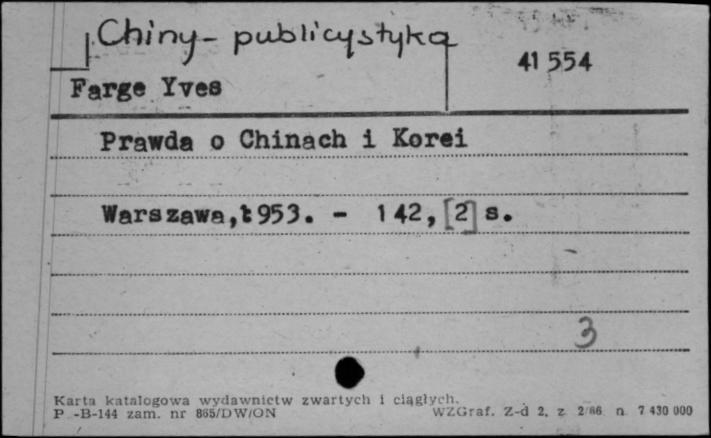 Chiny - publicystyka
41 554
Farge Yves
Prawda o Chinach i Korei
Warszawa, 1953. - 142, [2] s.
3
Karta katalogowa wydawnictw zwartych i ciągłych.
P -B-144 zam. nr 865/DW/ON
WZGraf. Z-d 2, z. 2/86 n. 7 430 000